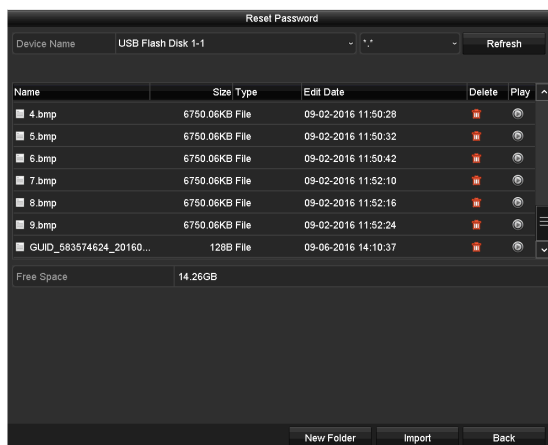 Reset Password
Device Name USB Flash Disk 1-1 *.* Refresh
Name Size Type Edit Date Delete Play
4.bmp 6750.06KB File 09-02-2016 11:50:28
5.bmp 6750.06KB File 09-02-2016 11:50:32
6.bmp 6750.06KB File 09-02-2016 11:50:42
7.bmp 6750.06KB File 09-02-2016 11:52:10
8.bmp 6750.06KB File 09-02-2016 11:52:16
9.bmp 6750.06KB File 09-02-2016 11:52:24
GUID_583574624_20160... 128B File 09-06-2016 14:10:37
Free Space 14.26GB
New Folder Import Back